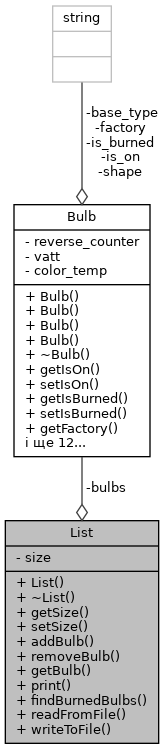 string
-base_type
-factory
-is_burned
-is_on
-shape
Bulb
- reverse_counter
- vatt
- color_temp
+ Bulb()
+ Bulb()
+ Bulb()
+ Bulb()
+ ~Bulb()
+ getIsOn()
+ setIsOn()
+ getIsBurned()
+ setIsBurned()
+ getFactory()
і ще 12...
-bulbs
List
- size
+ List()
+ ~List()
+ getSize()
+ setSize()
+ addBulb()
+ removeBulb()
+ getBulb()
+ print()
+ findBurnedBulbs()
+ readFromFile()
+ writeToFile()